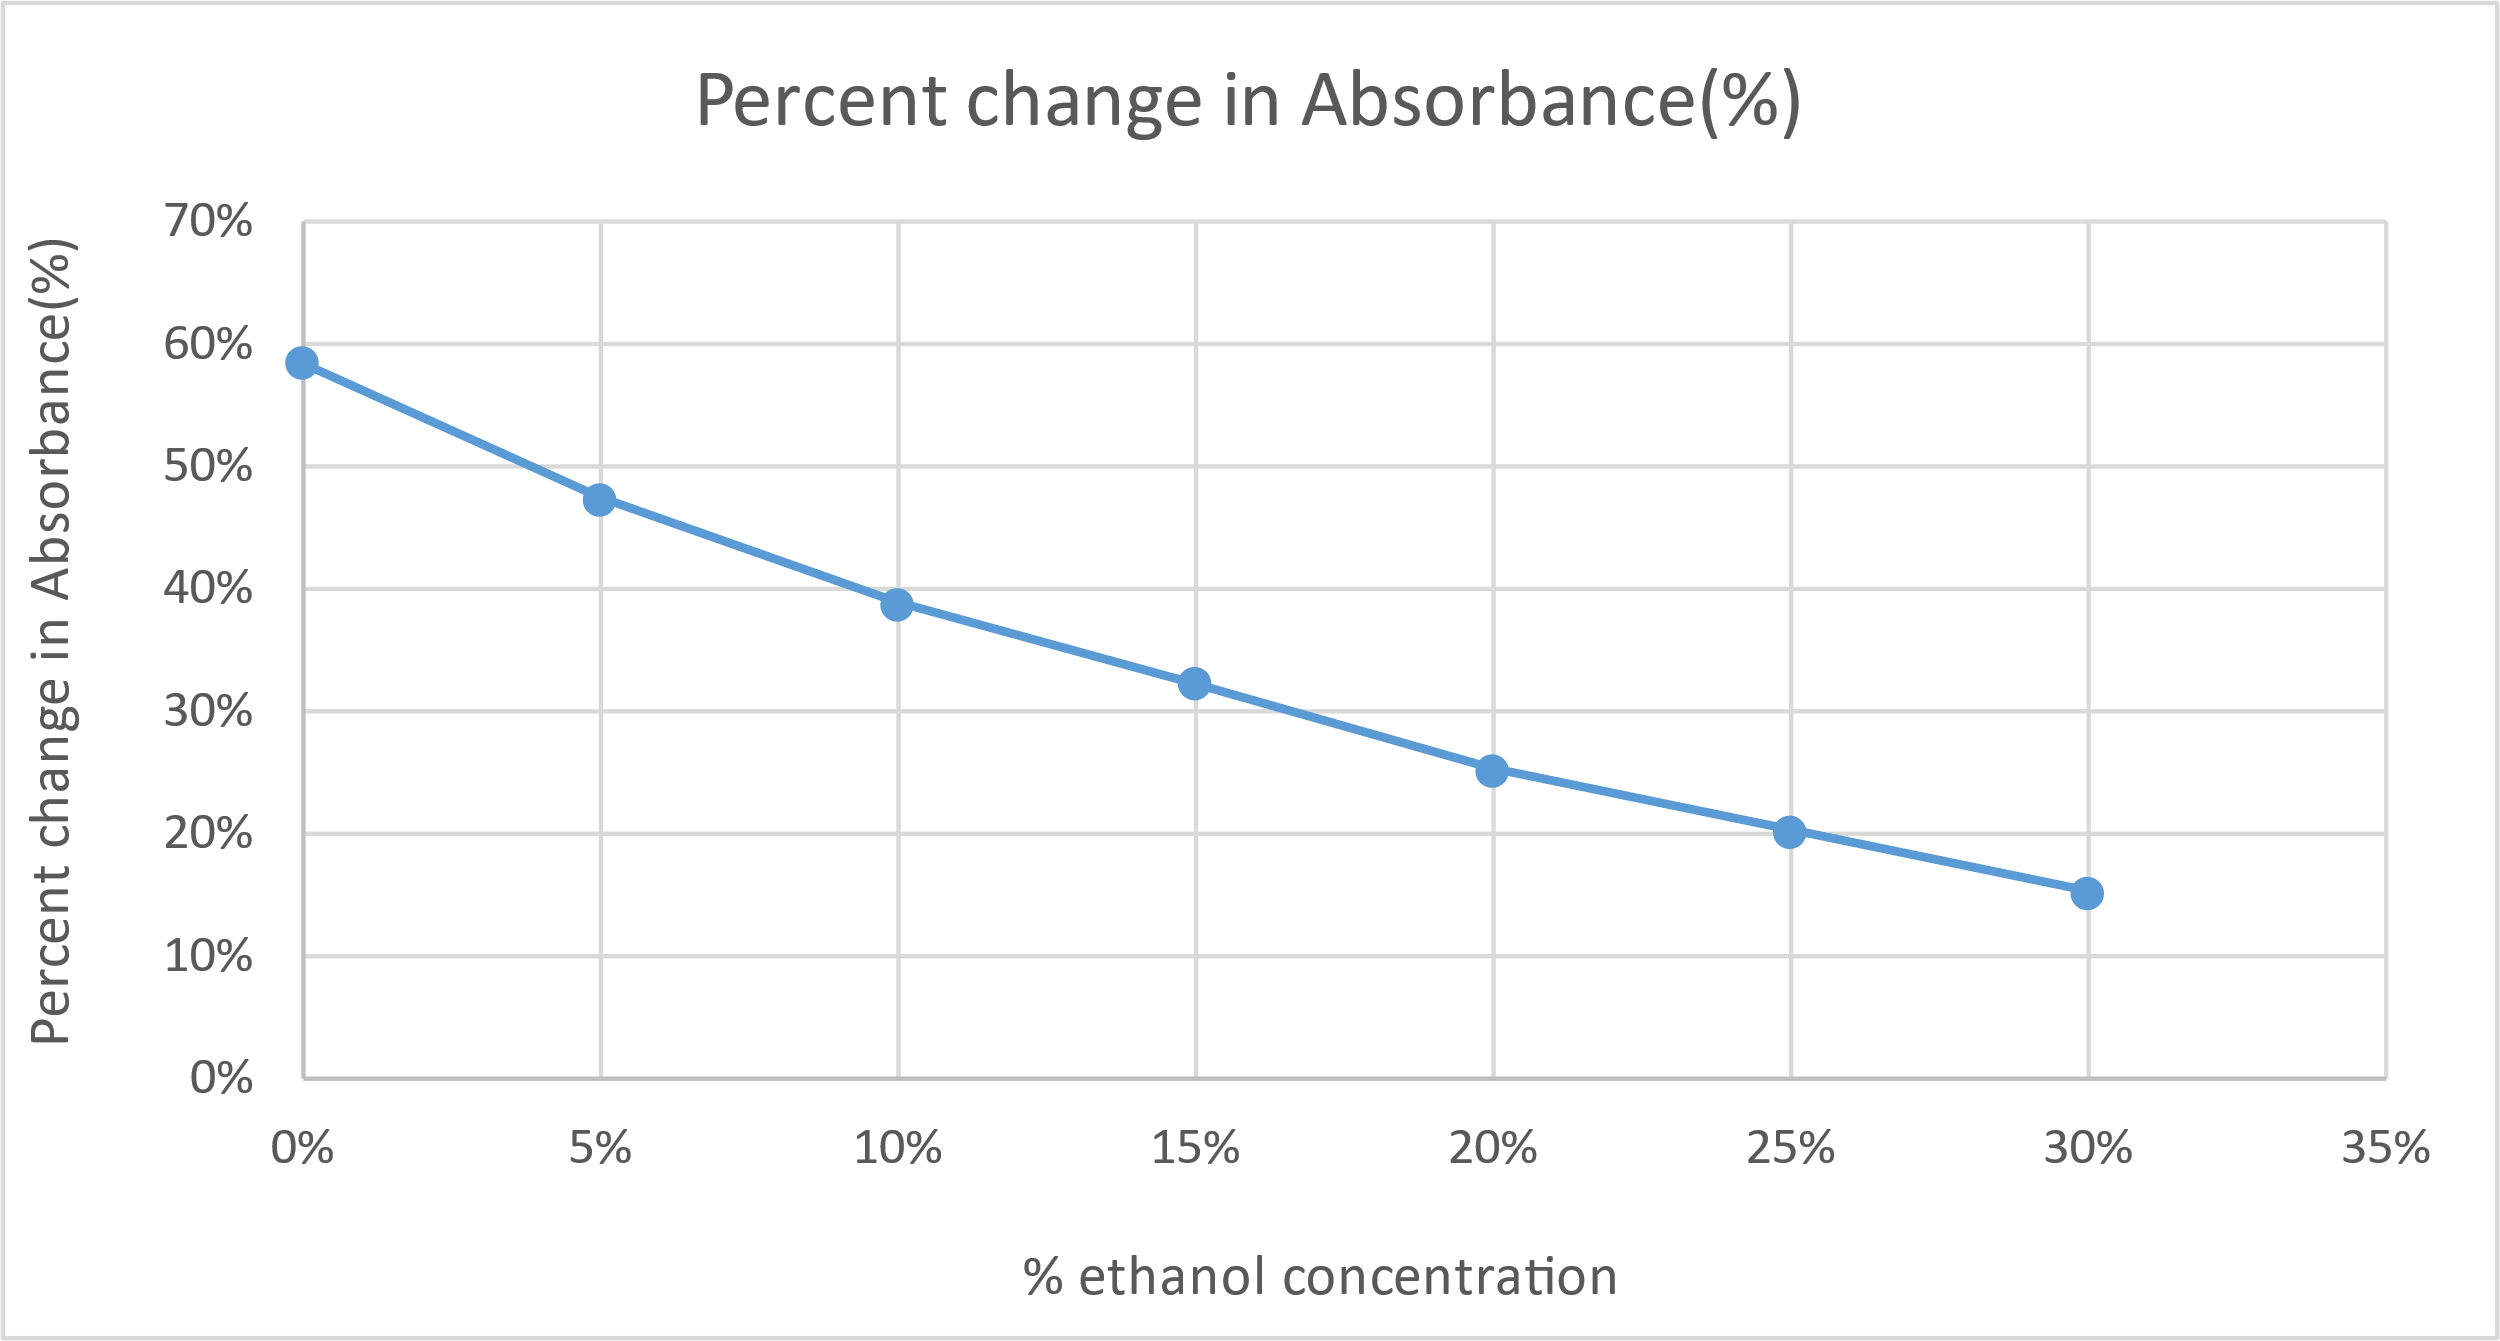 Percent change in Absorbance(%)
Percent change in Absorbance(%)
70%
60%
50%
40%
30%
20%
10%
0%
0% 5% 10% 15% 20% 25% 30% 35%
% ethanol concentration